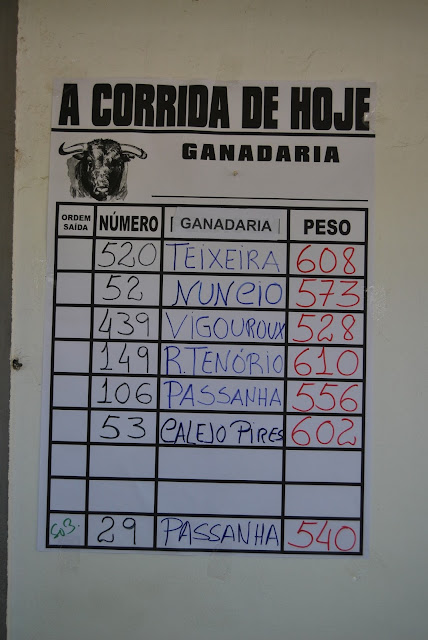 A CORRIDA DE HOJE
GANADARIA
ORDEM SAÍDA NÚMERO GANADARIA PESO
520 TEIXEIRA 608
52 NUNCIO 573
439 VIGOUROUX 528
149 R.TENÓRIO 610
106 PASSANHA 556
53 CALEJO PIRES 602
SOB. 29 PASSANHA 540